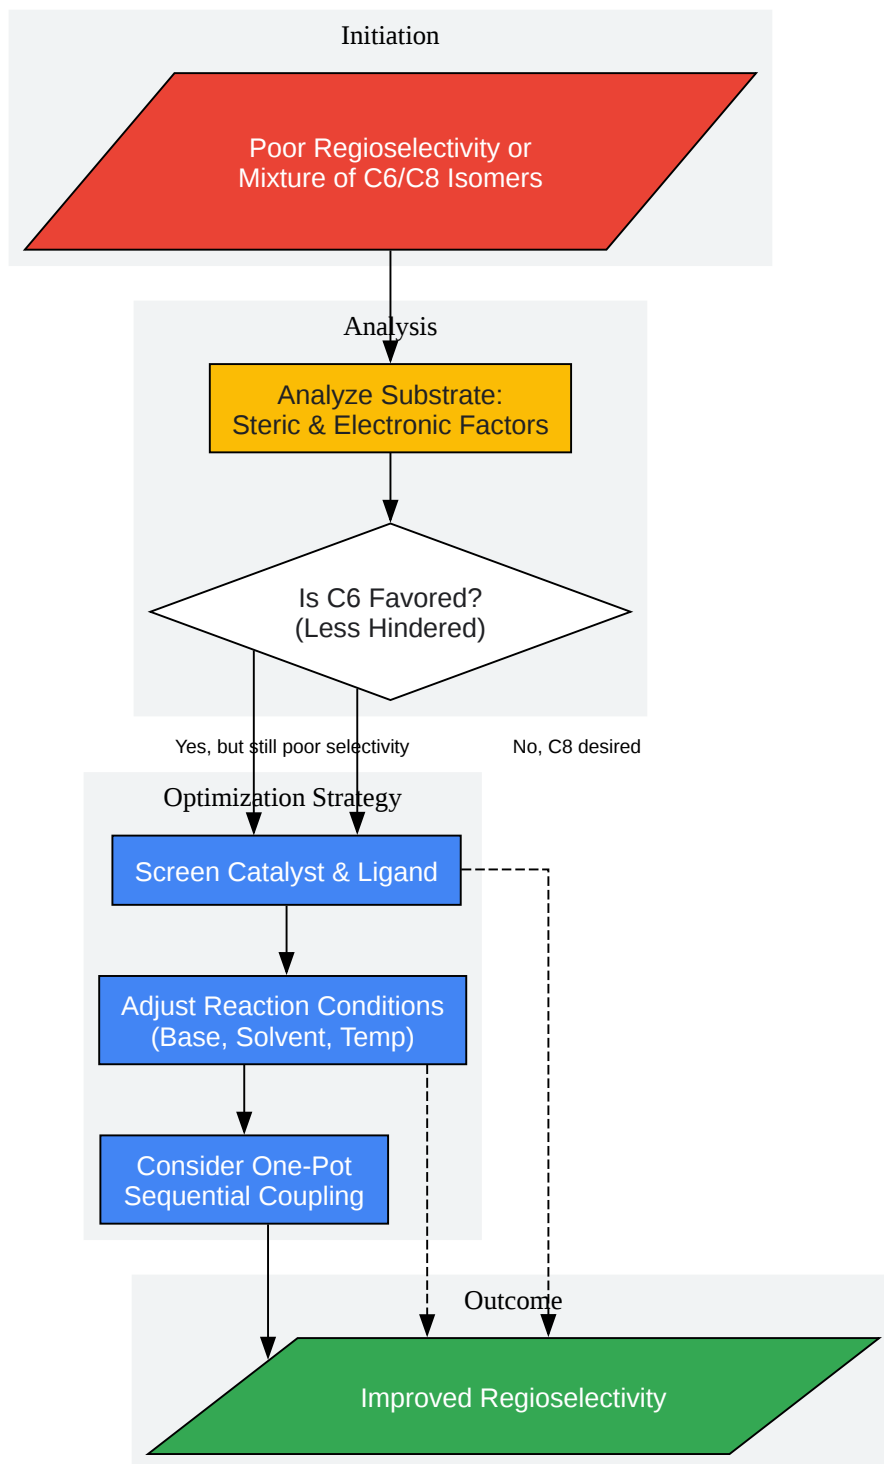 Initiation
Poor Regioselectivity or
Mixture of C6/C8 Isomers
Analysis
Analyze Substrate:
Steric & Electronic Factors
Is C6 Favored?
(Less Hindered)
Yes, but still poor selectivity
No, C8 desired
Optimization Strategy
Screen Catalyst & Ligand
Adjust Reaction Conditions
(Base, Solvent, Temp)
Consider One-Pot
Sequential Coupling
Outcome
Improved Regioselectivity